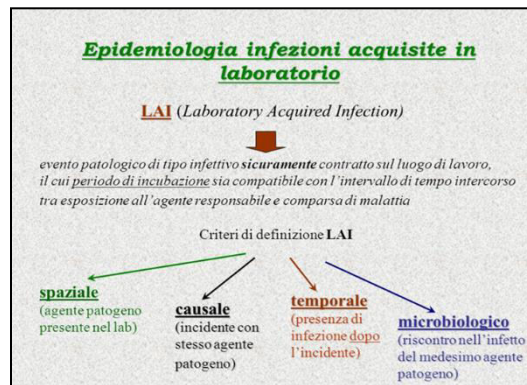 Epidemiologia infezioni acquisite in
laboratorio
LAI (Laboratory Acquired Infection)
evento patologico di tipo infettivo sicuramente contratto sul luogo di lavoro,
il cui periodo di incubazione sia compatibile con l'intervallo di tempo intercorso
tra esposizione all'agente responsabile e comparsa di malattia
Criteri di definizione LAI
spaziale
(agente patogeno
presente nel lab)
causale
(incidente con
stesso agente
patogeno)
temporale
(presenza di
infezione dopo
l'incidente)
microbiologico
(riscontro nell'infetto
del medesimo agente
patogeno)